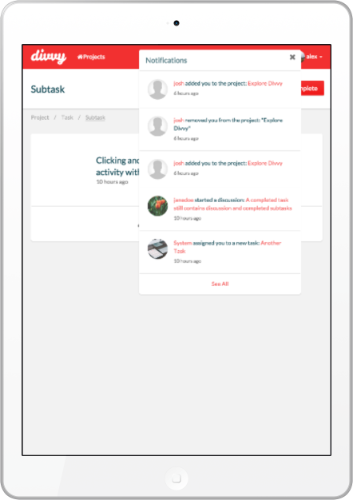 divvy
Projects
alex
Subtask
Project / Task / Subtask
Clicking and
activity with
10 hours ago
Notifications
josh added you to the project: Explore Divvy
6 hours ago
josh removed you from the project: "Explore
Divvy"
6 hours ago
josh added you to the project: Explore Divvy
6 hours ago
started a discussion: A completed task
still contains discussion and completed subtasks
10 hours ago
System assigned you to a new task: Another
Task
10 hours ago
See All